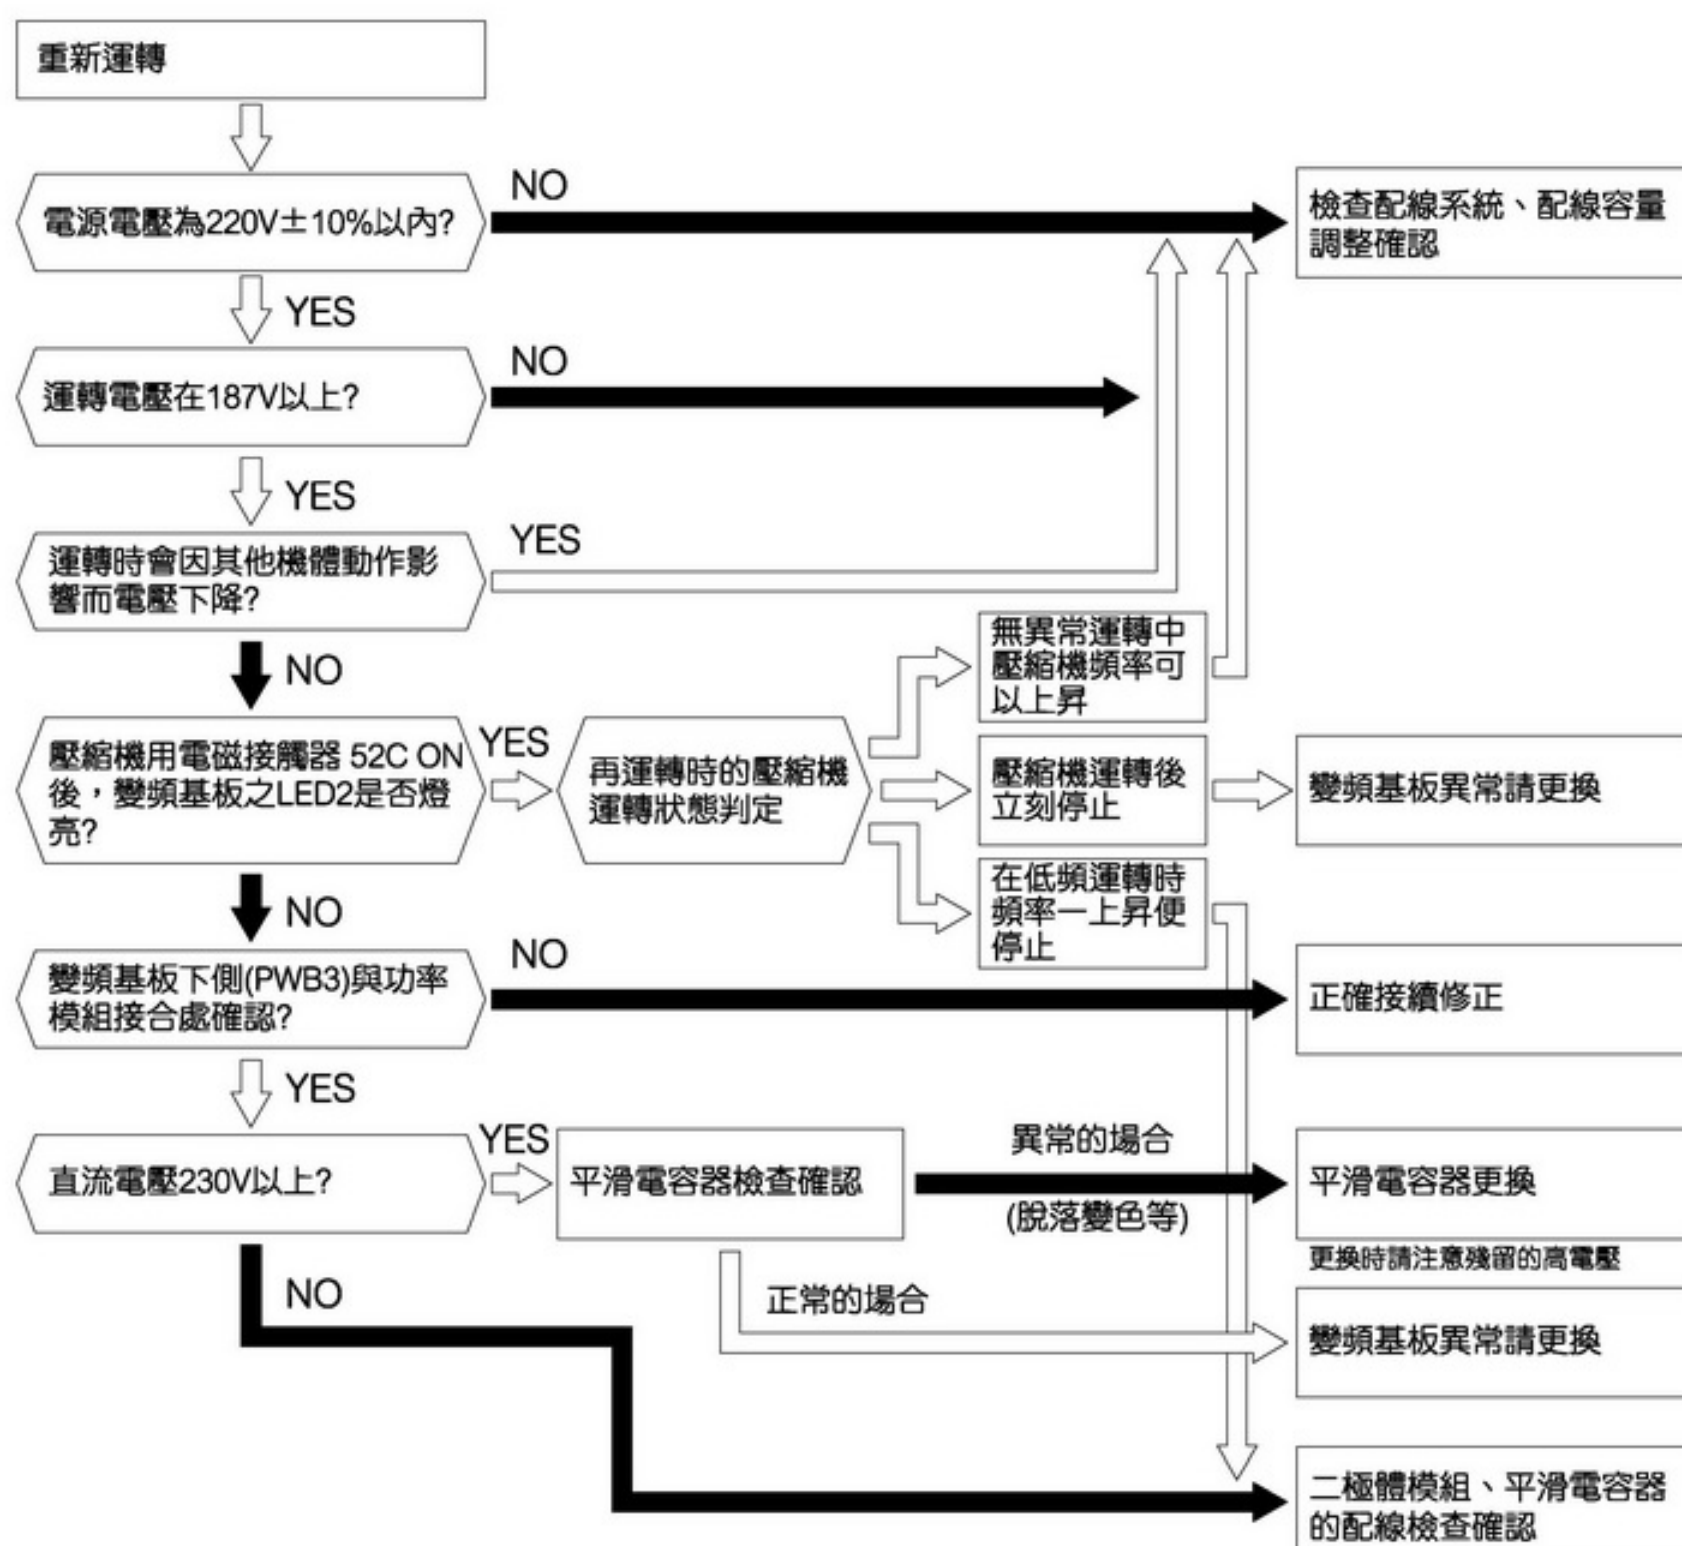 重新運轉
電源電壓為220V±10%以內?
NO
檢查配線系統、配線容量
調整確認
YES
運轉電壓在187V以上?
NO
YES
運轉時會因其他機體動作影
響而電壓下降?
YES
NO
壓縮機用電磁接觸器 52C ON
後，變頻基板之LED2是否燈
亮?
YES
再運轉時的壓縮機
運轉狀態判定
無異常運轉中
壓縮機頻率可
以上昇
壓縮機運轉後
立刻停止
變頻基板異常請更換
在低頻運轉時
頻率一上昇便
停止
NO
變頻基板下側(PWB3)與功率
模組接合處確認?
NO
正確接續修正
YES
直流電壓230V以上?
YES
平滑電容器檢查確認
異常的場合
(脫落變色等)
平滑電容器更換
更換時請注意殘留的高電壓
NO
正常的場合
變頻基板異常請更換
二極體模組、平滑電容器
的配線檢查確認